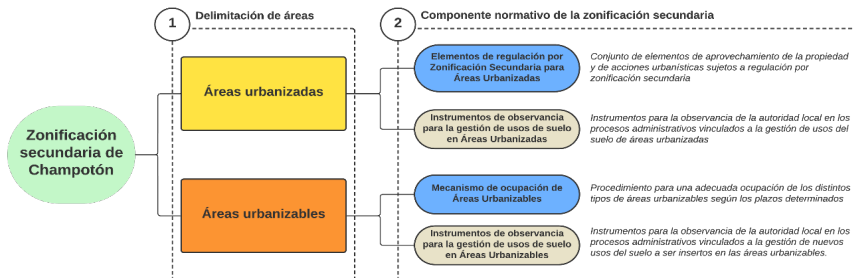 1
Delimitación de áreas
2
Componente normativo de la zonificación secundaria
Zonificación
secundaria de
Champotón
Áreas urbanizadas
Elementos de regulación por
Zonificación Secundaria para
Áreas Urbanizadas
Conjunto de elementos de aprovechamiento de la propiedad
y de acciones urbanísticas sujetos a regulación por
zonificación secundaria
Instrumentos de observancia
para la gestión de usos de suelo
en Áreas Urbanizadas
Instrumentos para la observancia de la autoridad local en los
procesos administrativos vinculados a la gestión de usos del
suelo de áreas urbanizadas
Áreas urbanizables
Mecanismo de ocupación de
Áreas Urbanizables
Procedimiento para una adecuada ocupación de los distintos
tipos de áreas urbanizables según los plazos determinados
Instrumentos de observancia
para la gestión de usos de suelo
en Áreas Urbanizables
Instrumentos para la observancia de la autoridad local en los
procesos administrativos vinculados a la gestión de nuevos
usos del suelo a ser insertos en las áreas urbanizables.